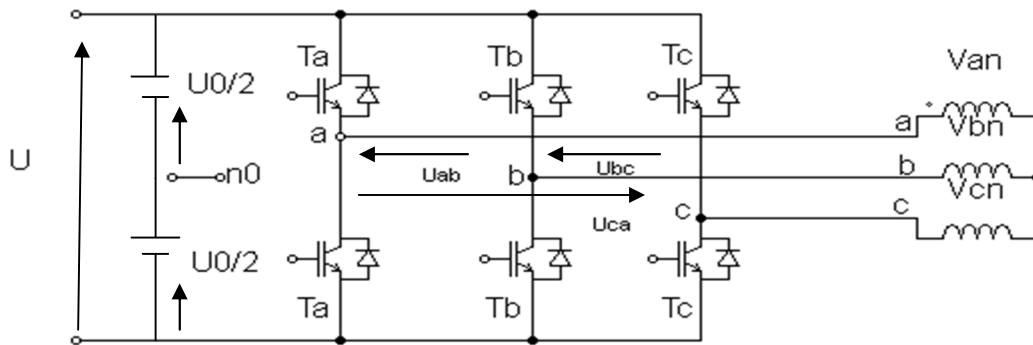 Ta
Tb
Tc
Van
U0/2
a
Vbn
a
U
n0
Uab
b
Ubc
b
Vcn
Uca
c
c
U0/2
Ta
Tb
Tc